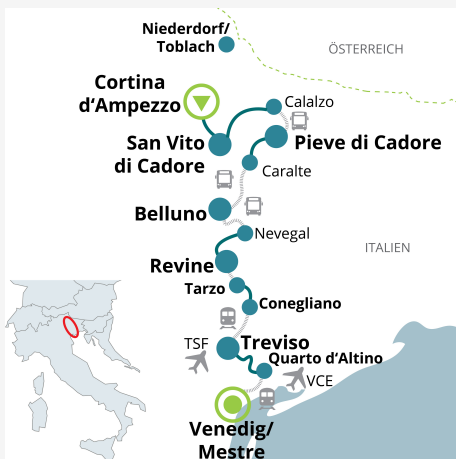 Niederdorf/
Toblach
ÖSTERREICH
Cortina
d'Ampezzo
Calalzo
San Vito
di Cadore
Pieve di Cadore
Caralte
Belluno
Nevegal
ITALIEN
Revine
Tarzo
Conegliano
TSF
Treviso
Quarto d'Altino
VCE
Venedig/
Mestre